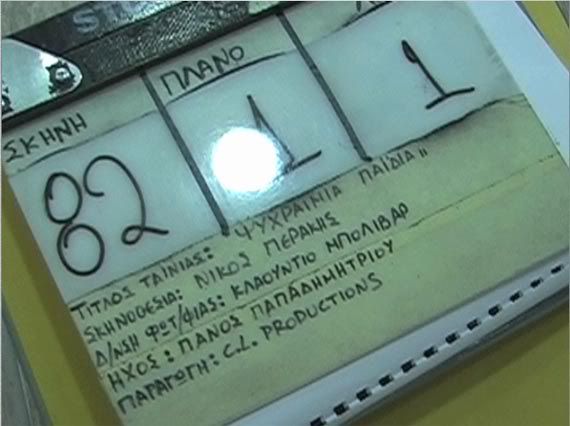 ΣΚΗΝΗ ΠΛΑΝΟ
82 1 1
ΤΙΤΛΟΣ ΤΑΙΝΙΑΣ: ΨΥΧΡΑΙΜΙΑ ΠΑΙΔΙΑ"
ΣΚΗΝΟΘΕΣΙΑ: ΝΙΚΟΣ ΠΕΡΑΚΗΣ
Δ/ΝΣΗ ΦΩΤ/ΦΙΑΣ: ΚΛΑΟΥΝΤΙΟ ΜΠΟΛΙΒΑΡ
ΗΧΟΣ: ΠΑΝΟΣ ΠΑΠΑΔΗΜΗΤΡΙΟΥ
ΠΑΡΑΓΩΓΗ: C.L. PRODUCTIONS